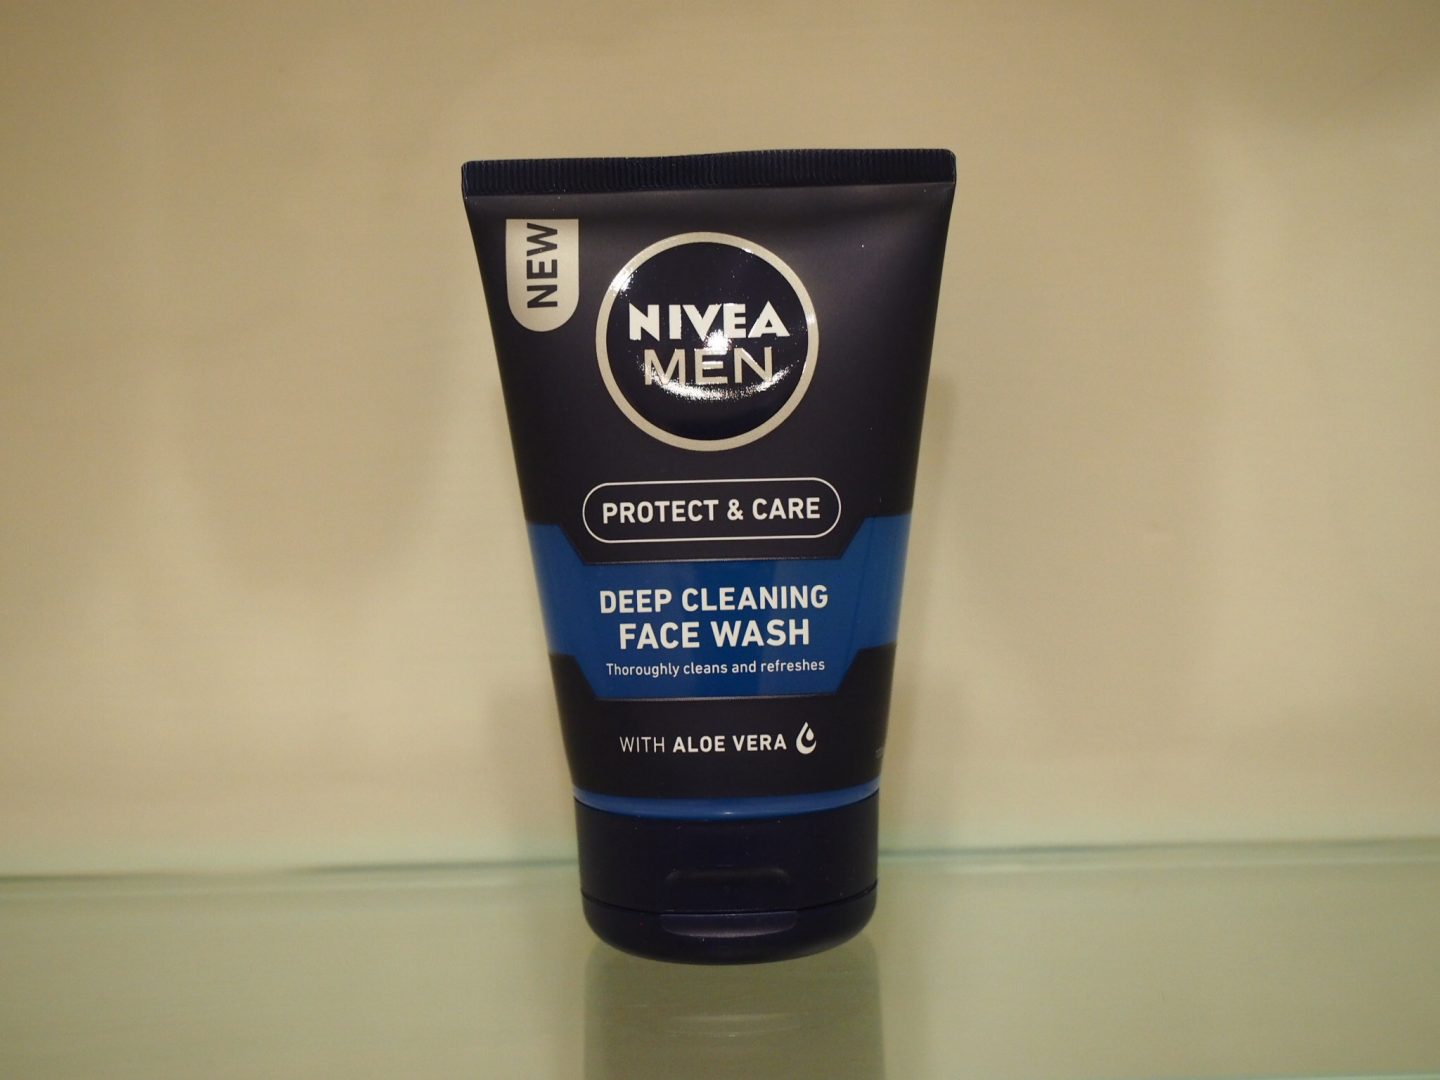 NEW
NIVEA
MEN
PROTECT & CARE
DEEP CLEANING
FACE WASH
Thoroughly cleans and refreshes
WITH ALOE VERA